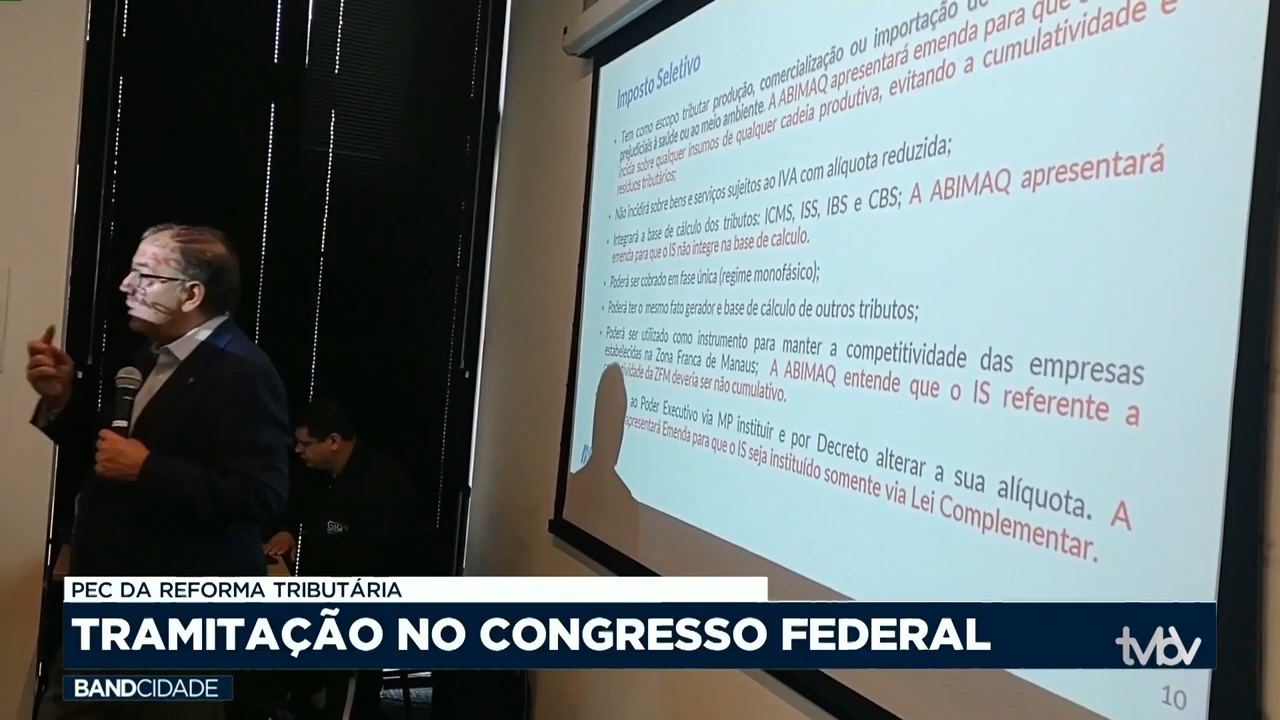 Imposto Seletivo
• Tem como escopo tributar produção, comercialização ou importação de
prejudiciais à saúde ou ao meio ambiente. A ABIMAQ apresentará emenda para que
incida sobre qualquer insumos de qualquer cadeia produtiva, evitando a cumulatividade e
resíduos tributários;
• Não incidirá sobre bens e serviços sujeitos ao IVA com alíquota reduzida;
• Integrará a base de cálculo dos tributos: ICMS, ISS, IBS e CBS; A ABIMAQ apresentará
emenda para que o IS não integre na base de calculo.
• Poderá ser cobrado em fase única (regime monofásico);
• Poderá ter o mesmo fato gerador e base de cálculo de outros tributos;
• Poderá ser utilizado como instrumento para manter a competitividade das empresas
estabelecidas na Zona Franca de Manaus; A ABIMAQ entende que o IS referente a
da ZFM deveria ser não cumulativo.
ao Poder Executivo via MP instituir e por Decreto alterar a sua alíquota. A
apresentará Emenda para que o IS seja instituído somente via Lei Complementar.
10
PEC DA REFORMA TRIBUTÁRIA
TRAMITAÇÃO NO CONGRESSO FEDERAL
tvbv
BANDCIDADE